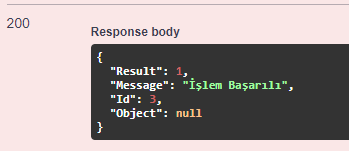 200
Response body
{
"Result": 1,
"Message": "İşlem Başarılı",
"Id": 3,
"Object": null
}